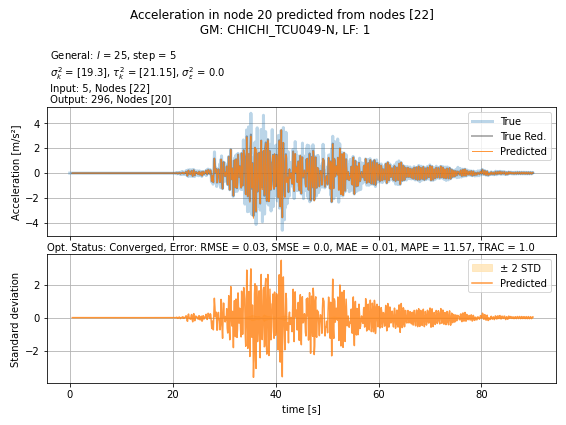 Acceleration in node 20 predicted from nodes [22]
GM: CHICHI_TCU049-N, LF: 1
General: l = 25, step = 5
σ²ₖ = [19.3], τ²ₖ = [21.15], σ²ε = 0.0
Input: 5, Nodes [22]
Output: 296, Nodes [20]
Acceleration [m/s²]
4
2
0
−2
−4
True
True Red.
Predicted
Opt. Status: Converged, Error: RMSE = 0.03, SMSE = 0.0, MAE = 0.01, MAPE = 11.57, TRAC = 1.0
Standard deviation
2
0
−2
± 2 STD
Predicted
0 20 40 60 80
time [s]